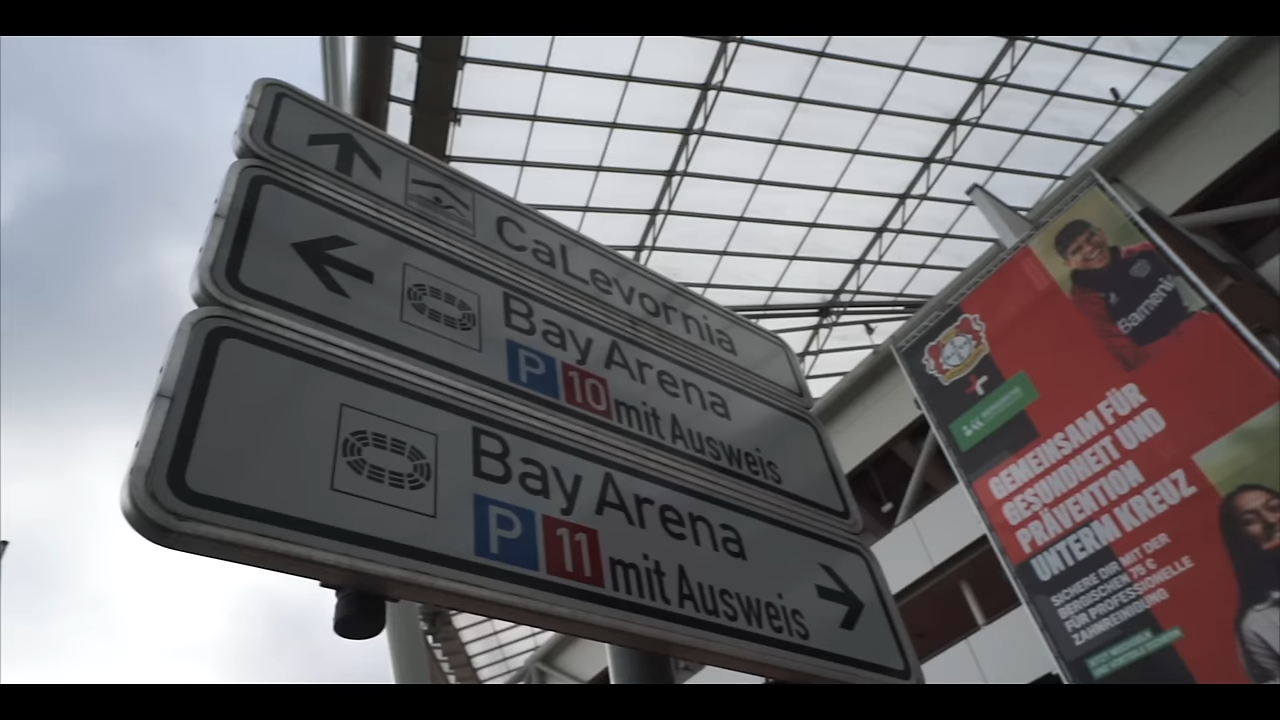 CaLevornia
BayArena
P 10 mit Ausweis
BayArena
P 11 mit Ausweis
Barmenia
GEMEINSAM FÜR
GESUNDHEIT UND
PRÄVENTION
UNTERM KREUZ
SICHERE DIR MIT DER
BERGISCHEN 75 €
FÜR PROFESSIONELLE
ZAHNREINIGUNG